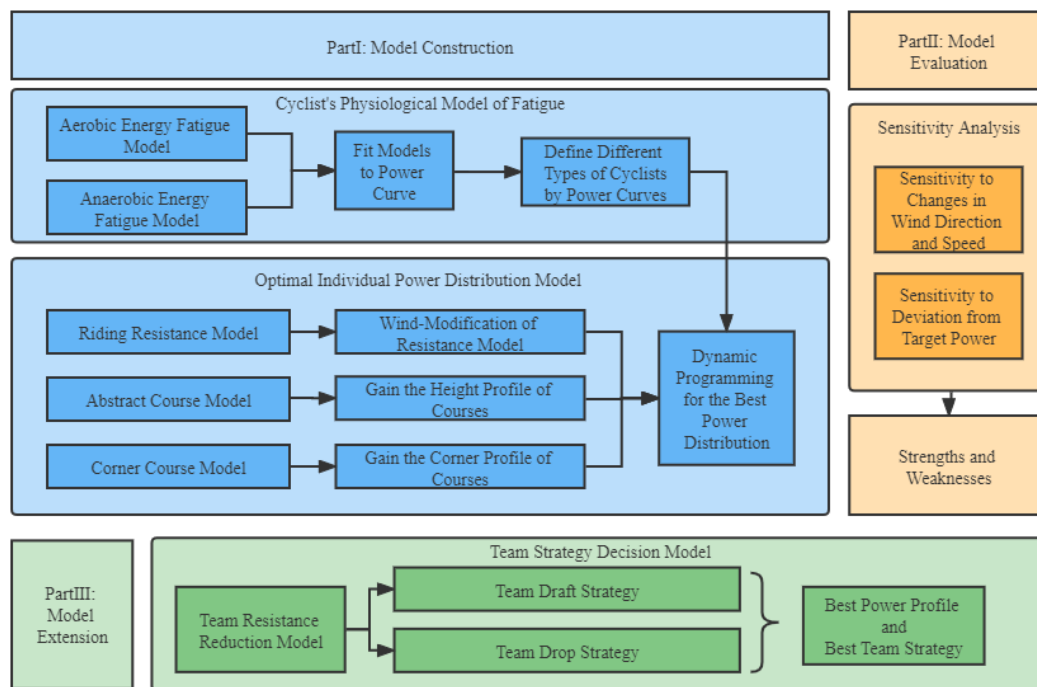 PartI: Model Construction
Cyclist's Physiological Model of Fatigue
Aerobic Energy Fatigue
Model
Anaerobic Energy
Fatigue Model
Fit Models
to Power
Curve
Define Different
Types of Cyclists
by Power Curves
Optimal Individual Power Distribution Model
Riding Resistance Model
Wind-Modification of
Resistance Model
Abstract Course Model
Gain the Height Profile of
Courses
Corner Course Model
Gain the Corner Profile of
Courses
Dynamic
Programming
for the Best
Power
Distribution
PartII: Model
Evaluation
Sensitivity Analysis
Sensitivity to
Changes in
Wind Direction
and Speed
Sensitivity to
Deviation from
Target Power
Strengths and
Weaknesses
PartIII:
Model
Extension
Team Strategy Decision Model
Team Resistance
Reduction Model
Team Draft Strategy
Team Drop Strategy
Best Power Profile
and
Best Team Strategy